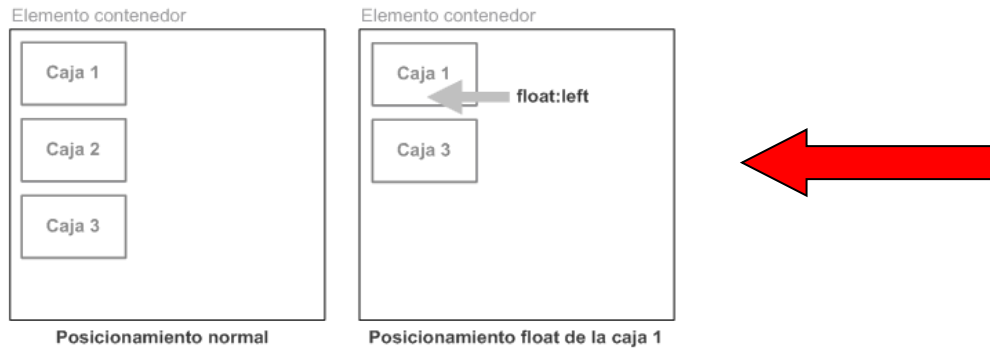 Elemento contenedor
Caja 1
Caja 2
Caja 3
Posicionamiento normal
Elemento contenedor
Caja 1
float:left
Caja 3
Posicionamiento float de la caja 1